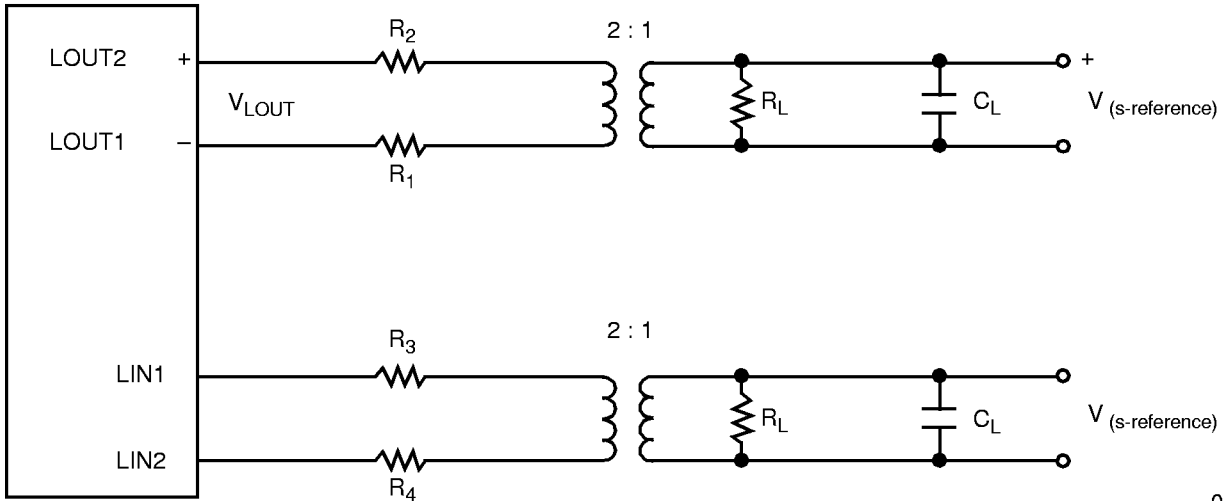 R2
2 : 1
LOUT2 +
+
VLOUT
RL
CL
V (s-reference)
LOUT1 –
R1
2 : 1
R3
LIN1
RL
CL
V (s-reference)
LIN2
R4